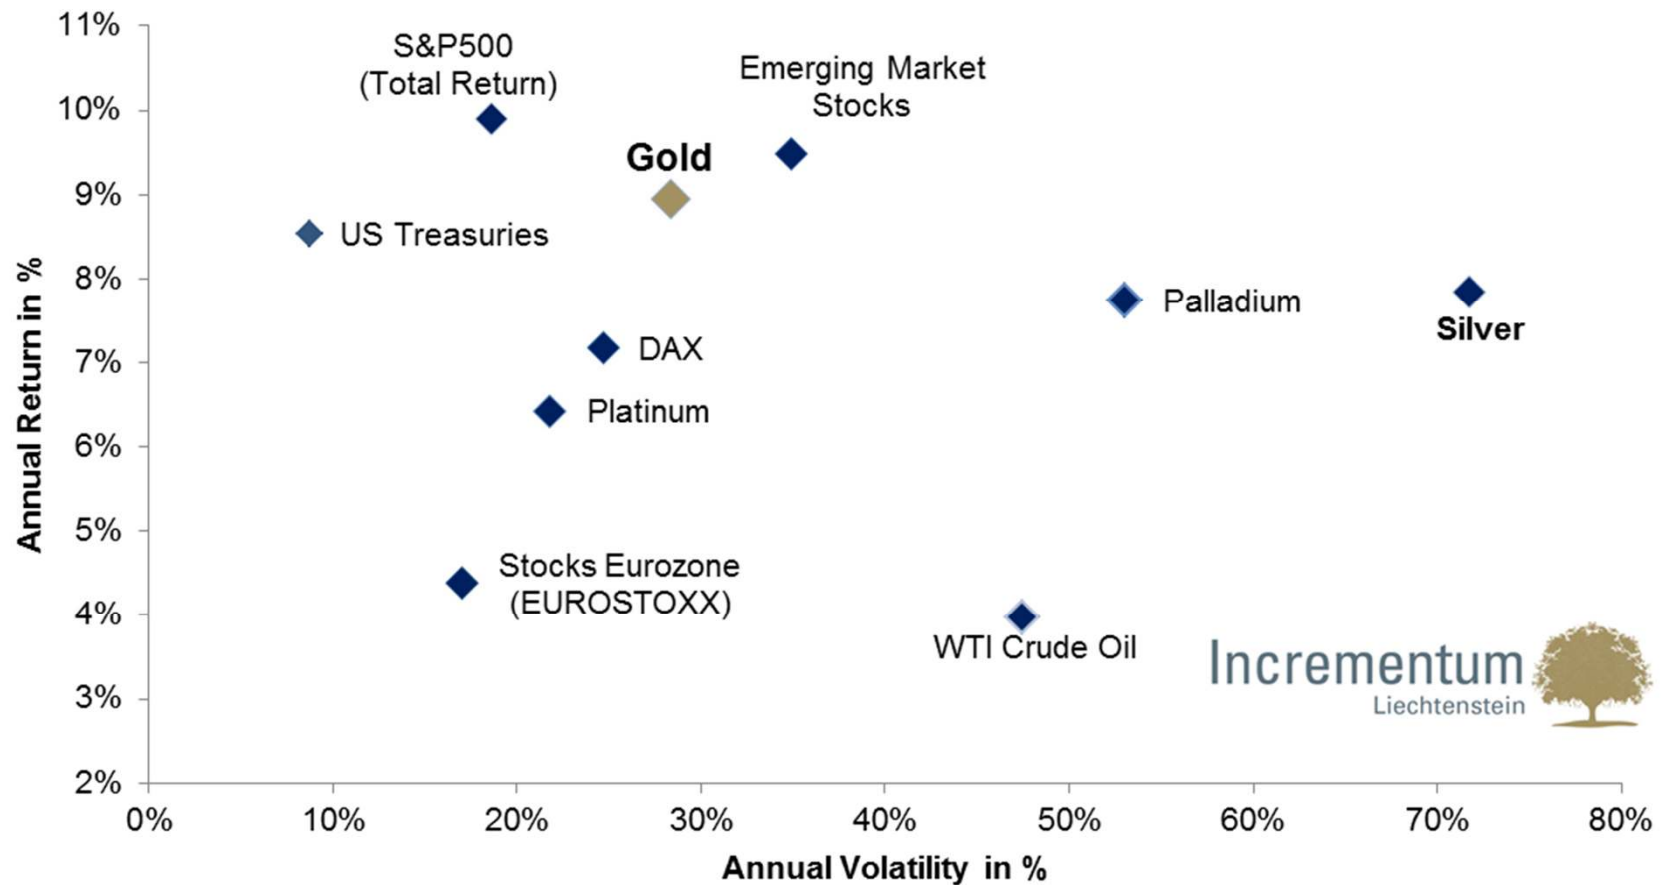 11%
10%
9%
8%
7%
6%
5%
4%
3%
2%
Annual Return in %
S&P500
(Total Return)
Emerging Market
Stocks
Gold
US Treasuries
Palladium
Silver
DAX
Platinum
Stocks Eurozone
(EUROSTOXX)
WTI Crude Oil
Incrementum
Liechtenstein
0%
10%
20%
30%
40%
50%
60%
70%
80%
Annual Volatility in %